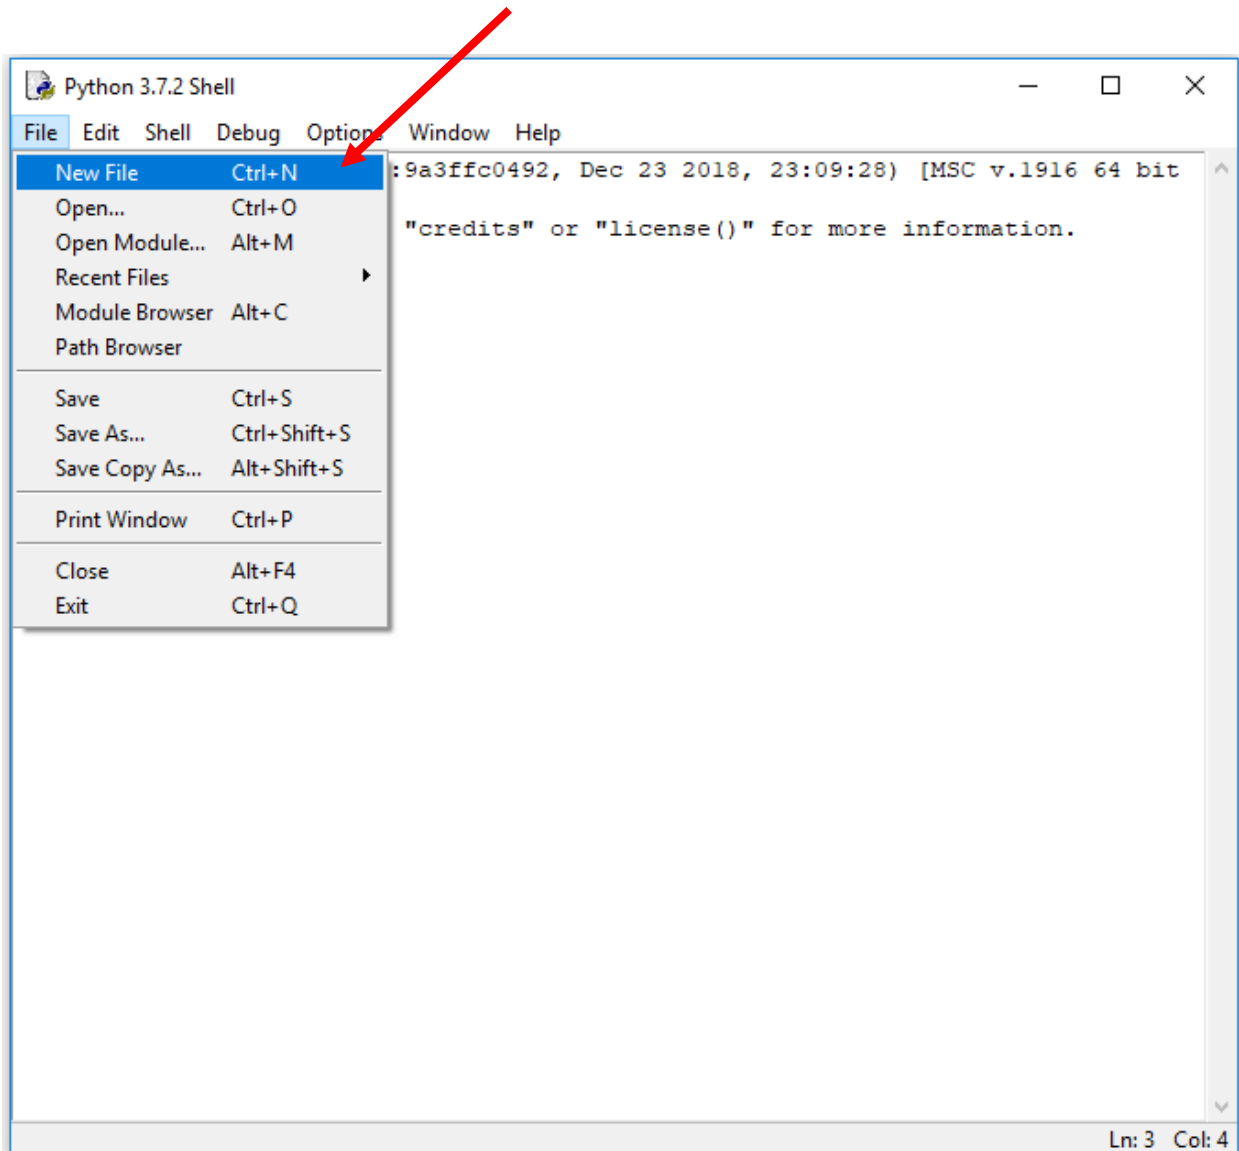 Python 3.7.2 Shell
File Edit Shell Debug Options Window Help
New File Ctrl+N
:9a3ffc0492, Dec 23 2018, 23:09:28) [MSC v.1916 64 bit
Open... Ctrl+O
"credits" or "license()" for more information.
Open Module... Alt+M
Recent Files
Module Browser Alt+C
Path Browser
Save Ctrl+S
Save As... Ctrl+Shift+S
Save Copy As... Alt+Shift+S
Print Window Ctrl+P
Close Alt+F4
Exit Ctrl+Q
Ln: 3 Col: 4